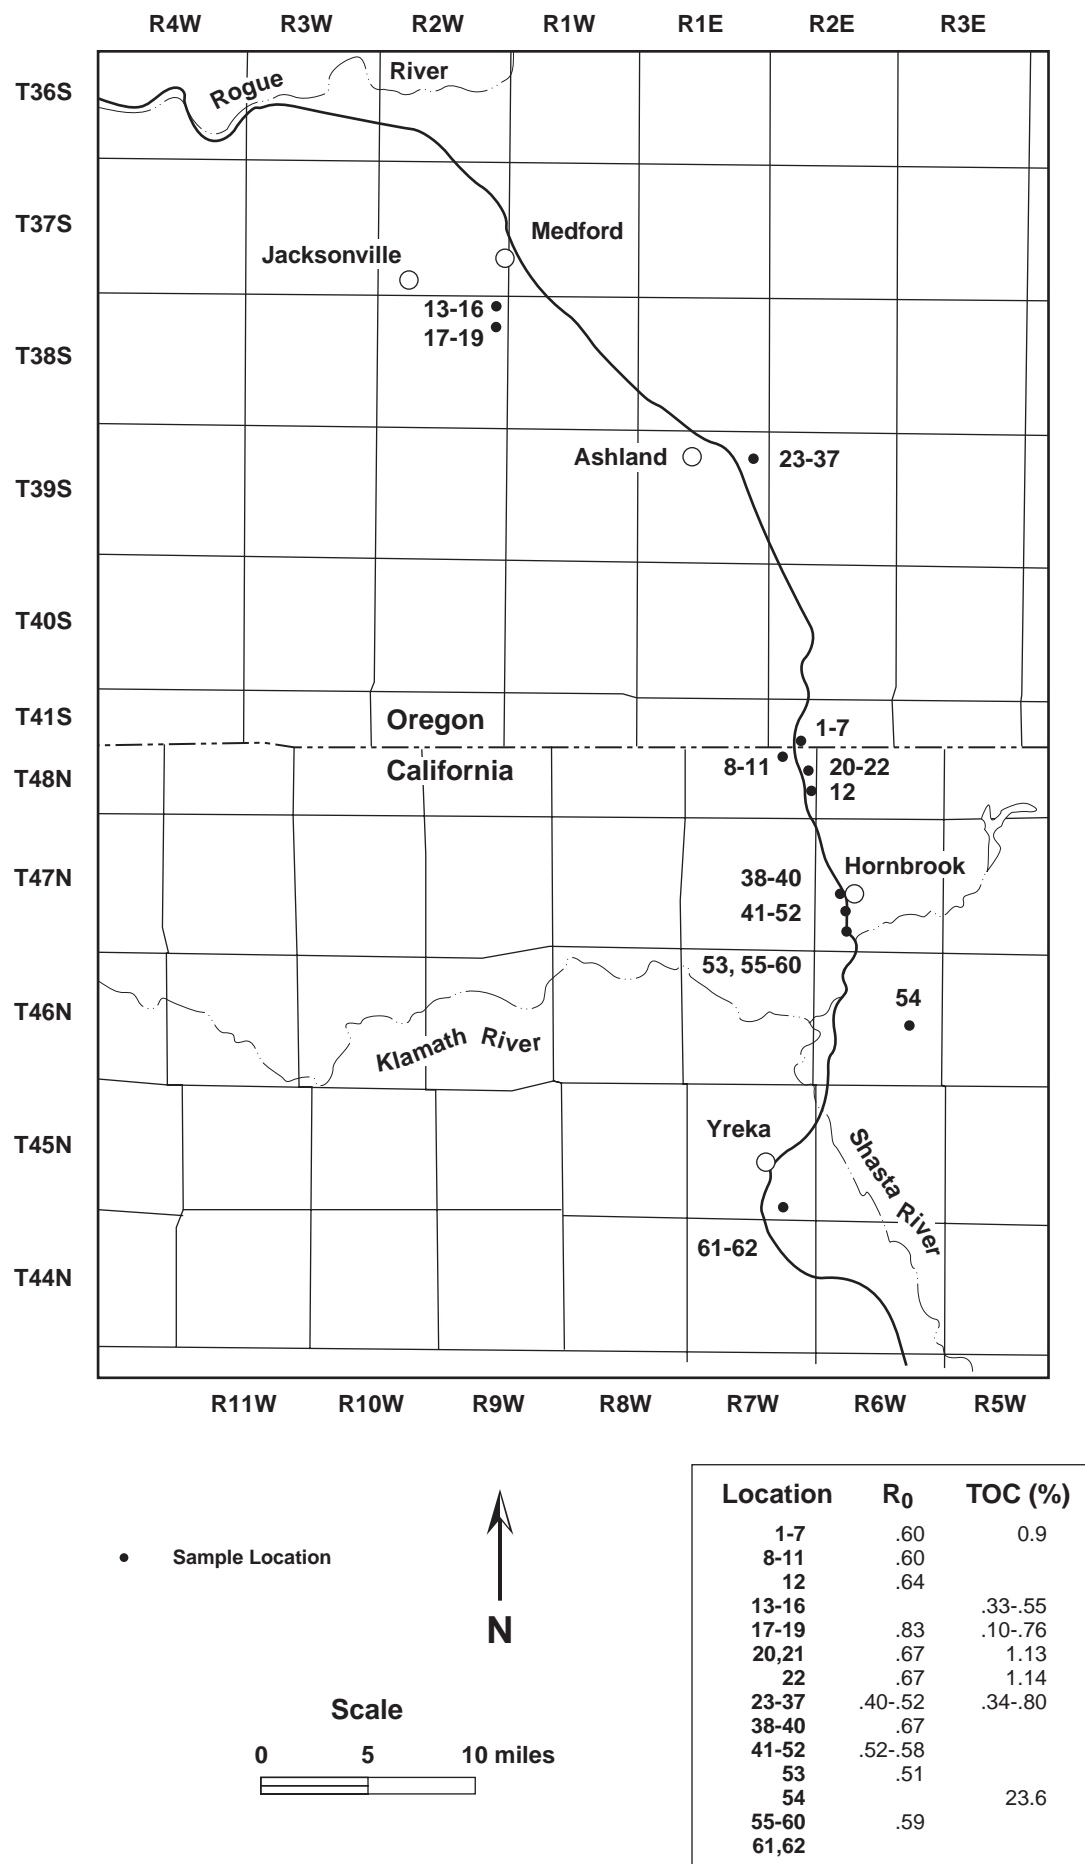 R4W R3W R2W R1W R1E R2E R3E
T36S
Rogue River
T37S
Medford
Jacksonville
13-16
17-19
T38S
Ashland
23-37
T39S
T40S
T41S
Oregon
1-7
California
8-11
20-22
12
T48N
Hornbrook
T47N
38-40
41-52
53, 55-60
54
T46N
Klamath River
Yreka
T45N
Shasta River
61-62
T44N
R11W R10W R9W R8W R7W R6W R5W
Sample Location
N
Scale
0 5 10 miles
Location R0 TOC (%)
1-7 .60 0.9
8-11 .60
12 .64
13-16 .33-.55
17-19 .83 .10-.76
20,21 .67 1.13
22 .67 1.14
23-37 .40-.52 .34-.80
38-40 .67
41-52 .52-.58
53 .51
54 23.6
55-60 .59
61,62